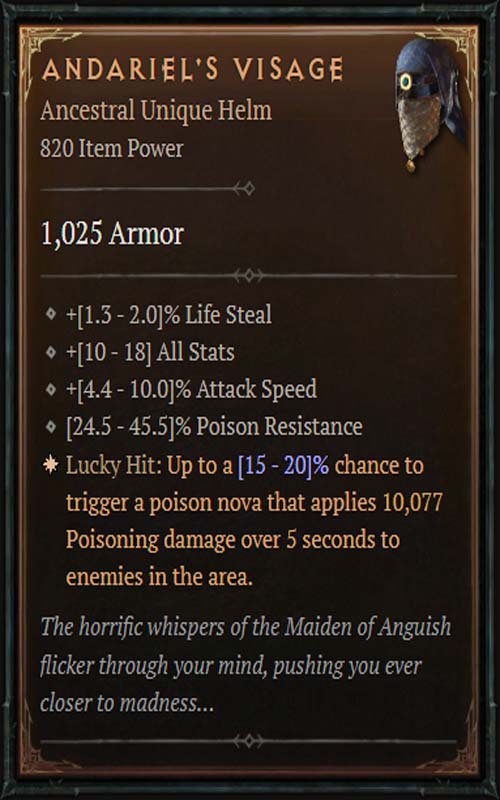 ANDARIEL'S VISAGE
Ancestral Unique Helm
820 Item Power
1,025 Armor
+[1.3 - 2.0]% Life Steal
+[10 - 18] All Stats
+[4.4 - 10.0]% Attack Speed
[24.5 - 45.5]% Poison Resistance
Lucky Hit: Up to a [15 - 20]% chance to
trigger a poison nova that applies 10,077
Poisoning damage over 5 seconds to
enemies in the area.
The horrific whispers of the Maiden of Anguish
flicker through your mind, pushing you ever
closer to madness...